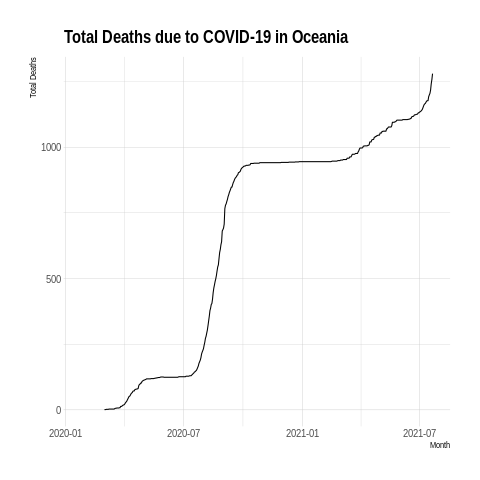 Total Deaths due to COVID-19 in Oceania
Total Deaths
1000
500
0
2020-01
2020-07
2021-01
2021-07
Month